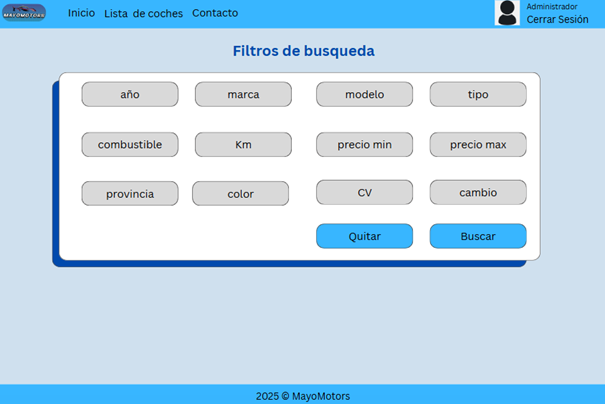 MAYOMOTORS Inicio Lista de coches Contacto Administrador
Cerrar Sesión
Filtros de busqueda
año marca modelo tipo
combustible Km precio min precio max
provincia color CV cambio
Quitar Buscar
2025 © MayoMotors